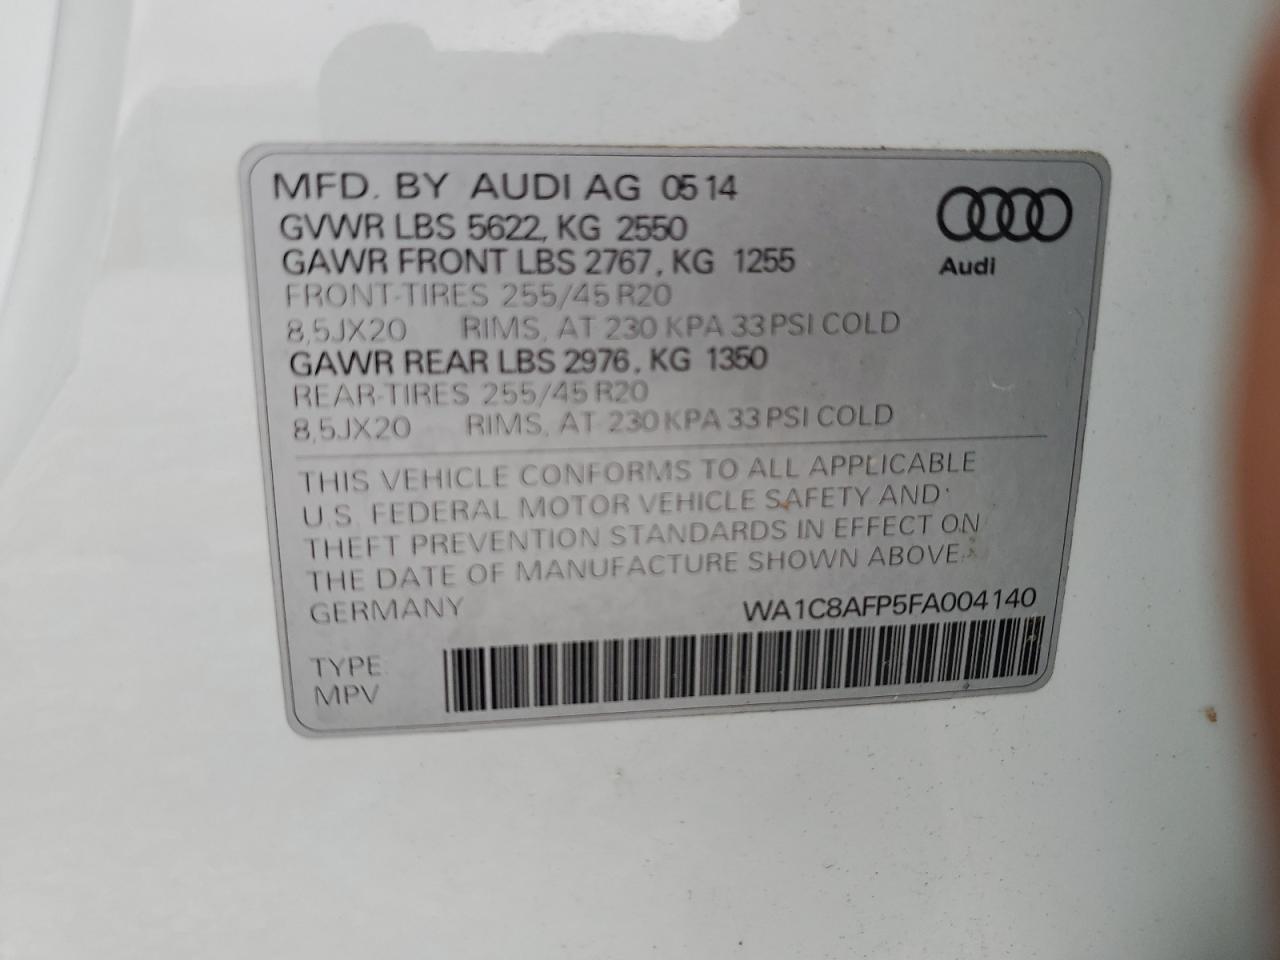 MFD. BY AUDI AG 0514
GVWR LBS 5622, KG 2550
GAWR FRONT LBS 2767, KG 1255
FRONT-TIRES 255/45 R20
8,5JX20 RIMS, AT 230 KPA 33 PSI COLD
GAWR REAR LBS 2976, KG 1350
REAR-TIRES 255/45 R20
8,5JX20 RIMS, AT 230 KPA 33 PSI COLD
Audi
THIS VEHICLE CONFORMS TO ALL APPLICABLE
U.S. FEDERAL MOTOR VEHICLE SAFETY AND
THEFT PREVENTION STANDARDS IN EFFECT ON
THE DATE OF MANUFACTURE SHOWN ABOVE.
GERMANY WA1C8AFP5FA004140
TYPE
MPV